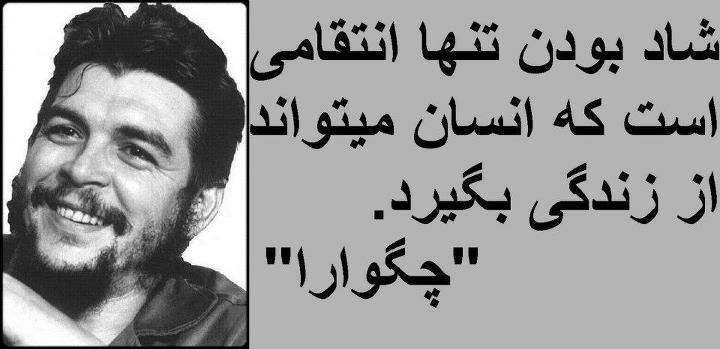 شاد بودن تنها انتقامی
است که انسان میتواند
از زندگی بگیرد.
"چگوارا"